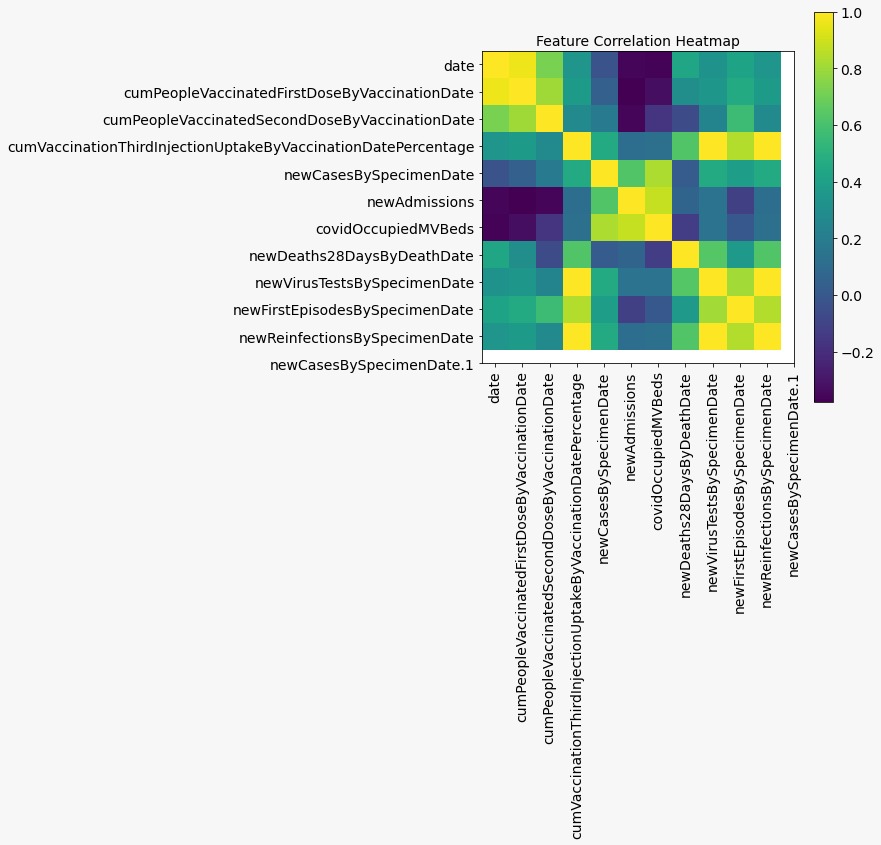 Feature Correlation Heatmap
date
cumPeopleVaccinatedFirstDoseByVaccinationDate
cumPeopleVaccinatedSecondDoseByVaccinationDate
cumVaccinationThirdInjectionUptakeByVaccinationDatePercentage
newCasesBySpecimenDate
newAdmissions
covidOccupiedMVBeds
newDeaths28DaysByDeathDate
newVirusTestsBySpecimenDate
newFirstEpisodesBySpecimenDate
newReinfectionsBySpecimenDate
newCasesBySpecimenDate.1
date
cumPeopleVaccinatedFirstDoseByVaccinationDate
cumPeopleVaccinatedSecondDoseByVaccinationDate
cumVaccinationThirdInjectionUptakeByVaccinationDatePercentage
newCasesBySpecimenDate
newAdmissions
covidOccupiedMVBeds
newDeaths28DaysByDeathDate
newVirusTestsBySpecimenDate
newFirstEpisodesBySpecimenDate
newReinfectionsBySpecimenDate
newCasesBySpecimenDate.1
1.0
0.8
0.6
0.4
0.2
0.0
−0.2